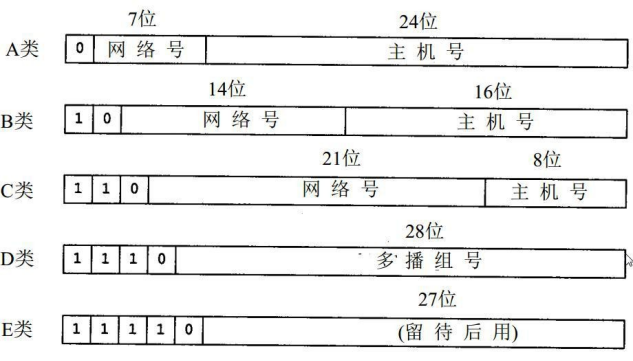 7位 24位
A类 0 网络号 主机号
14位 16位
B类 1 0 网络号 主机号
21位 8位
C类 1 1 0 网络号 主机号
28位
D类 1 1 1 0 多播组号
27位
E类 1 1 1 1 0 (留待后用)